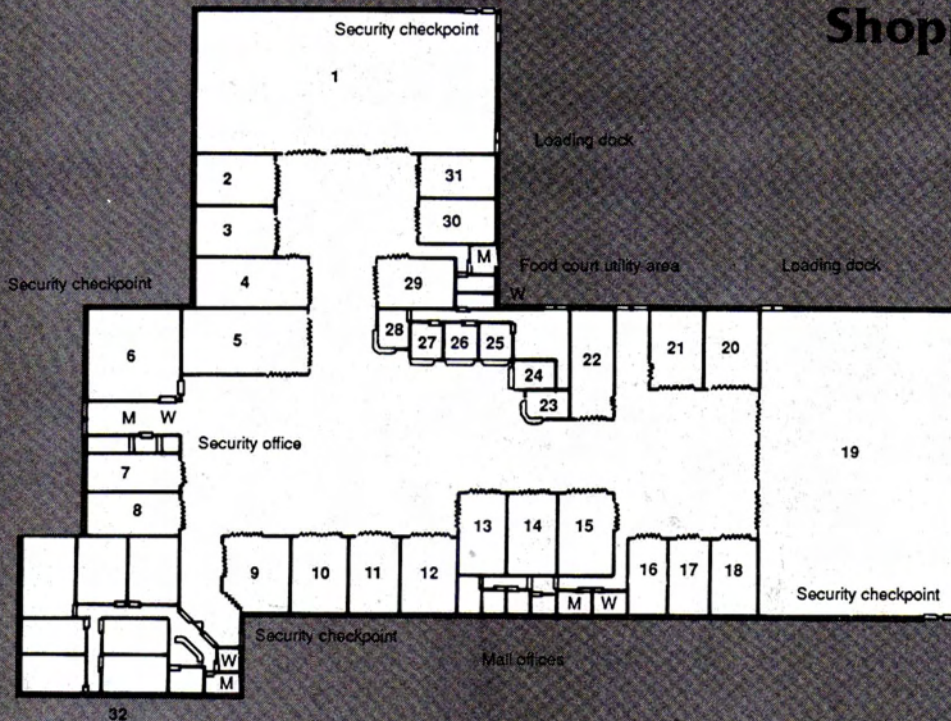 Shop
Security checkpoint
1
Loading dock
2
31
3
30
M
Security checkpoint
4
29
Food court utility area
Loading dock
W
28
6
5
27
26
25
22
21
20
24
23
M W
Security office
19
7
8
13
14
15
9
10
11
12
16
17
18
M W
Security checkpoint
Security checkpoint
W
Mall offices
M
32